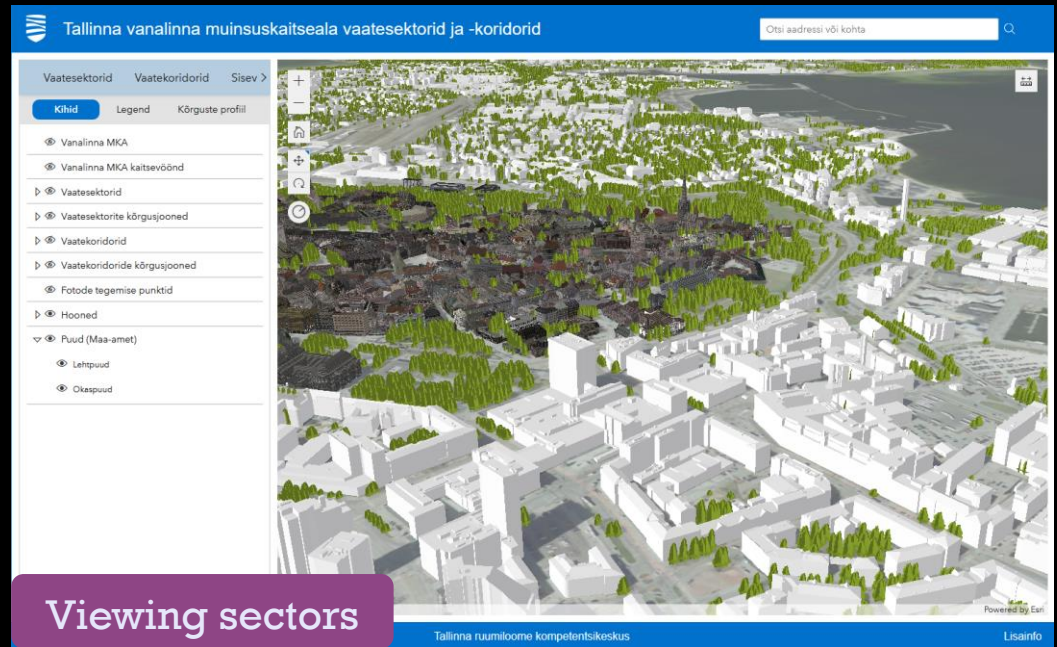 Tallinna vanalinna muinsuskaitseala vaatesektorid ja -koridorid
Otsi aadressi või kohta
Vaatesektorid Vaatekoridorid Sisev
Kihid Legend Kõrguste profiil
Vanalinna MKA
Vanalinna MKA kaitsevöönd
Vaatesektorid
Vaatesektorite kõrgusjooned
Vaatekoridorid
Vaatekoridoride kõrgusjooned
Fotode tegemise punktid
Hooned
Puud (Maa-amet)
Lehtpuud
Okaspuud
Powered by Esri
Viewing sectors
Tallinna ruumiloome kompetentsikeskus
Lisainfo